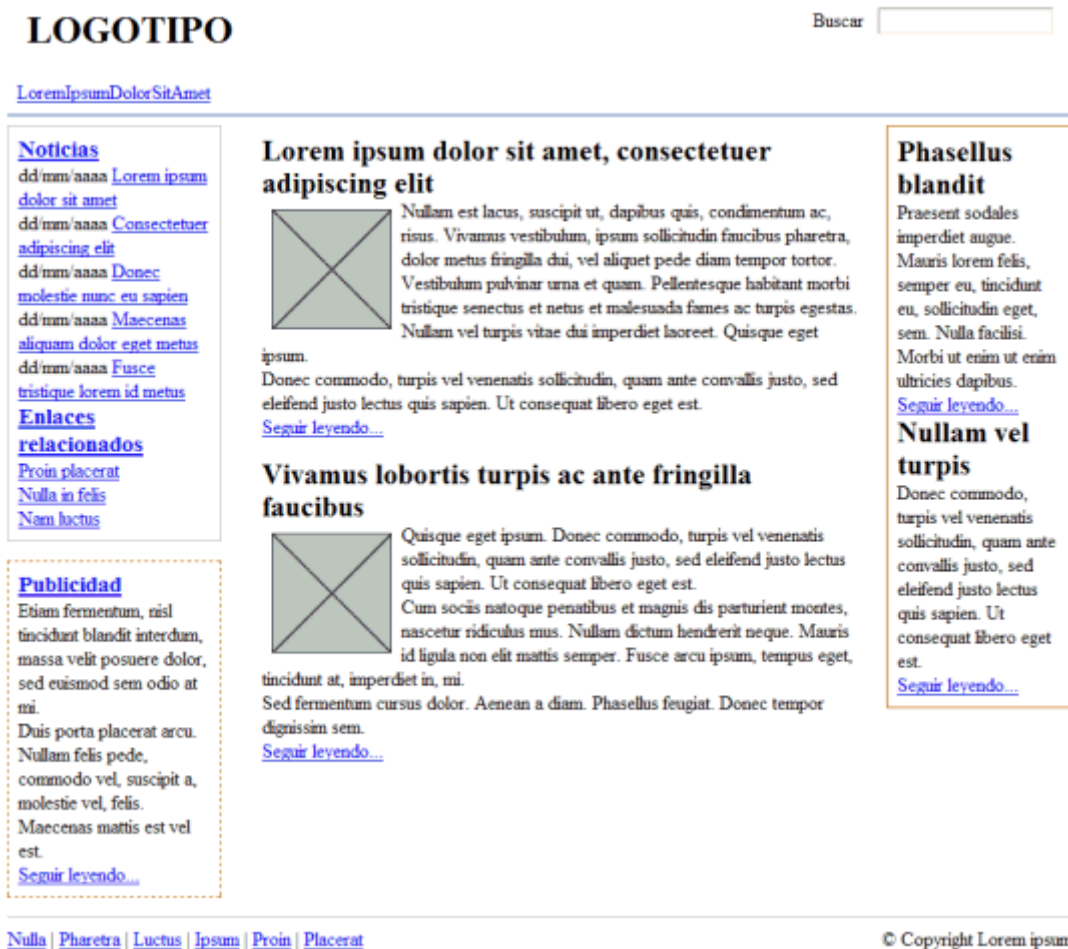 LOGOTIPO
Buscar
LoremIpsumDolorSitAmet
Noticias
dd/mm/aaaa Lorem ipsum
dolor sit amet
dd/mm/aaaa Consectetuer
adipiscing elit
dd/mm/aaaa Donec
molestie nunc eu sapien
dd/mm/aaaa Maecenas
aliquam dolor eget metus
dd/mm/aaaa Fusce
tristique lorem id metus
Enlaces
relacionados
Proin placerat
Nulla in felis
Nam luctus
Publicidad
Etiam fermentum, nisl
tincidunt blandit interdum,
massa velit posuere dolor,
sed euismod sem odio at
mi.
Duis porta placerat arcu.
Nullam felis pede,
commodo vel, suscipit a,
molestie vel, felis.
Maecenas mattis est vel
est.
Seguir leyendo...
Lorem ipsum dolor sit amet, consectetuer
adipiscing elit
Nullam est lacus, suscipit ut, dapibus quis, condimentum ac,
risus. Vivamus vestibulum, ipsum sollicitudin faucibus pharetra,
dolor metus fringilla dui, vel aliquet pede diam tempor tortor.
Vestibulum pulvinar urna et quam. Pellentesque habitant morbi
tristique senectus et netus et malesuada fames ac turpis egestas.
Nullam vel turpis vitae dui imperdiet laoreet. Quisque eget
ipsum.
Donec commodo, turpis vel venenatis sollicitudin, quam ante convallis justo, sed
eleifend justo lectus quis sapien. Ut consequat libero eget est.
Seguir leyendo...
Vivamus lobortis turpis ac ante fringilla
faucibus
Quisque eget ipsum. Donec commodo, turpis vel venenatis
sollicitudin, quam ante convallis justo, sed eleifend justo lectus
quis sapien. Ut consequat libero eget est.
Cum sociis natoque penatibus et magnis dis parturient montes,
nascetur ridiculus mus. Nullam dictum hendrerit neque. Mauris
id ligula non elit mattis semper. Fusce arcu ipsum, tempus eget,
tincidunt at, imperdiet in, mi.
Sed fermentum cursus dolor. Aenean a diam. Phasellus feugiat. Donec tempor
dignissim sem.
Seguir leyendo...
Phasellus
blandit
Praesent sodales
imperdiet augue.
Mauris lorem felis,
semper eu, tincidunt
eu, sollicitudin eget,
sem. Nulla facilisi.
Morbi ut enim ut enim
ultricies dapibus.
Seguir leyendo...
Nullam vel
turpis
Donec commodo,
turpis vel venenatis
sollicitudin, quam ante
convallis justo, sed
eleifend justo lectus
quis sapien. Ut
consequat libero eget
est.
Seguir leyendo...
Nulla | Pharetra | Luctus | Ipsum | Proin | Placerat
© Copyright Lorem ipsum